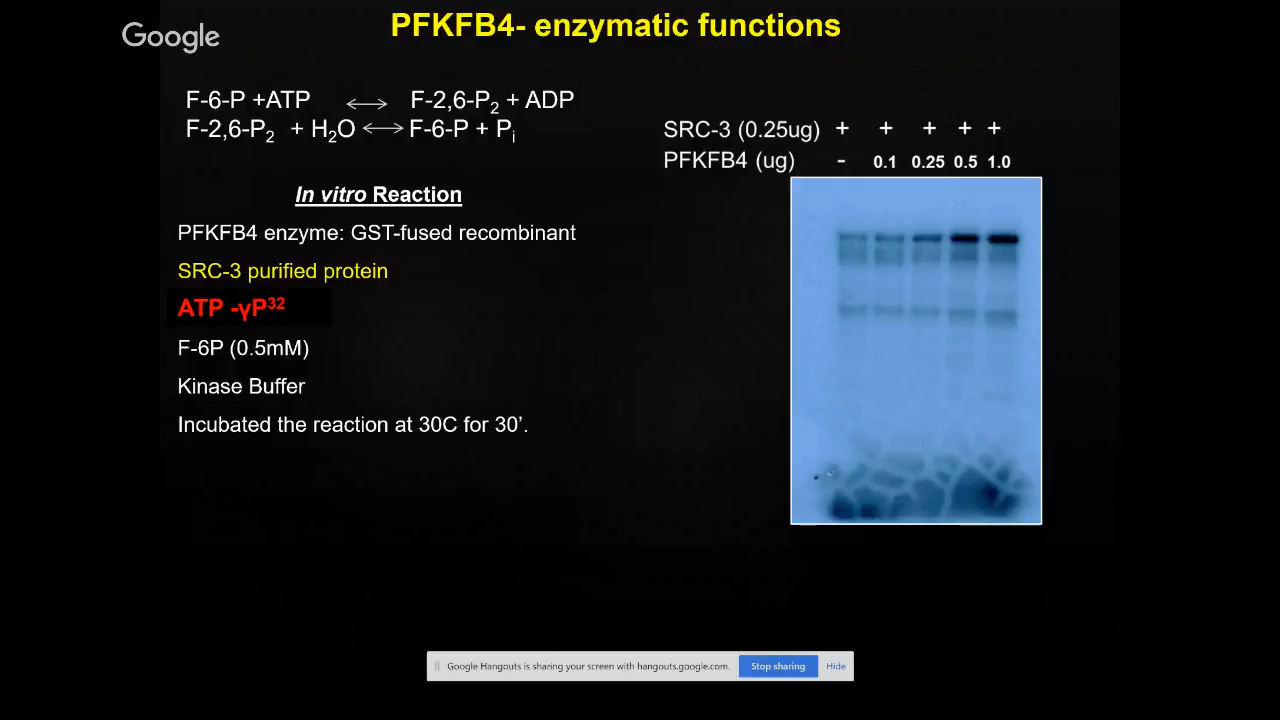 Google
PFKFB4- enzymatic functions
F-6-P +ATP ⟷ F-2,6-P₂ + ADP
F-2,6-P₂ + H₂O ⟷ F-6-P + Pᵢ
In vitro Reaction
PFKFB4 enzyme: GST-fused recombinant
SRC-3 purified protein
ATP -γP³²
F-6P (0.5mM)
Kinase Buffer
Incubated the reaction at 30C for 30’.
SRC-3 (0.25ug) + + + + +
PFKFB4 (ug) - 0.1 0.25 0.5 1.0
Google Hangouts is sharing your screen with hangouts.google.com. Stop sharing Hide